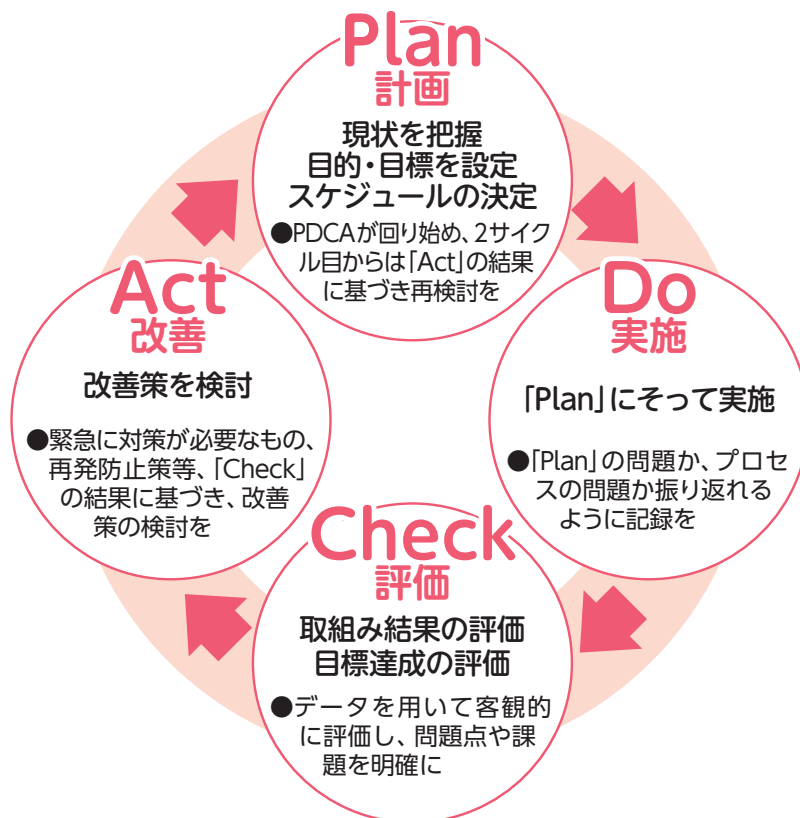 Plan
計画
現状を把握
目的・目標を設定
スケジュールの決定
●PDCAが回り始め、2サイク
ル目からは「Act」の結果
に基づき再検討を
Do
実施
「Plan」にそって実施
●「Plan」の問題か、プロセ
スの問題か振り返れる
ように記録を
Check
評価
取組み結果の評価
目標達成の評価
●データを用いて客観的
に評価し、問題点や課
題を明確に
Act
改善
改善策を検討
●緊急に対策が必要なもの、
再発防止策等、「Check」
の結果に基づき、改善
策の検討を